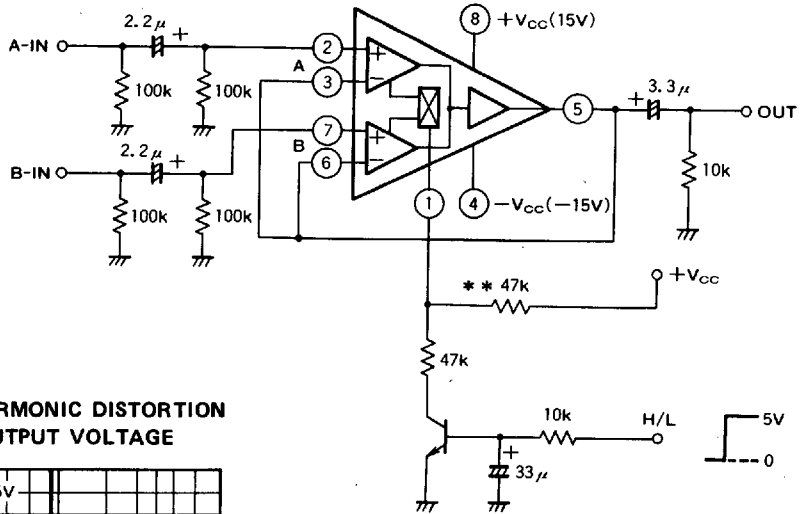 2.2μ
+
A-IN
100k
100k
2
+
A
3
−
8
+VCC(15V)
3.3μ
+
5
OUT
2.2μ
+
7
+
B
6
−
B-IN
10k
1
4
−VCC(−15V)
100k
100k
+VCC
** 47k
47k
RMONIC DISTORTION
UTPUT VOLTAGE
10k
H/L
5V
0
+
33μ
V